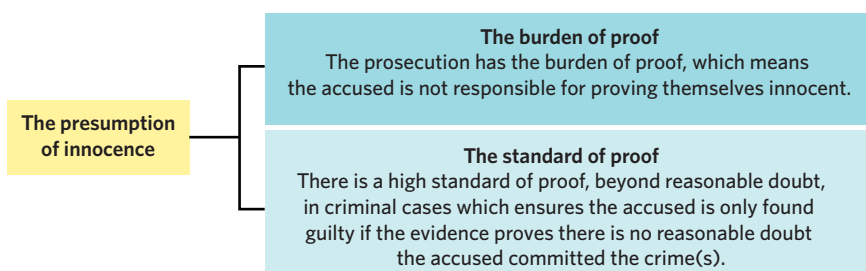 The presumption
of innocence
The burden of proof
The prosecution has the burden of proof, which means
the accused is not responsible for proving themselves innocent.
The standard of proof
There is a high standard of proof, beyond reasonable doubt,
in criminal cases which ensures the accused is only found
guilty if the evidence proves there is no reasonable doubt
the accused committed the crime(s).